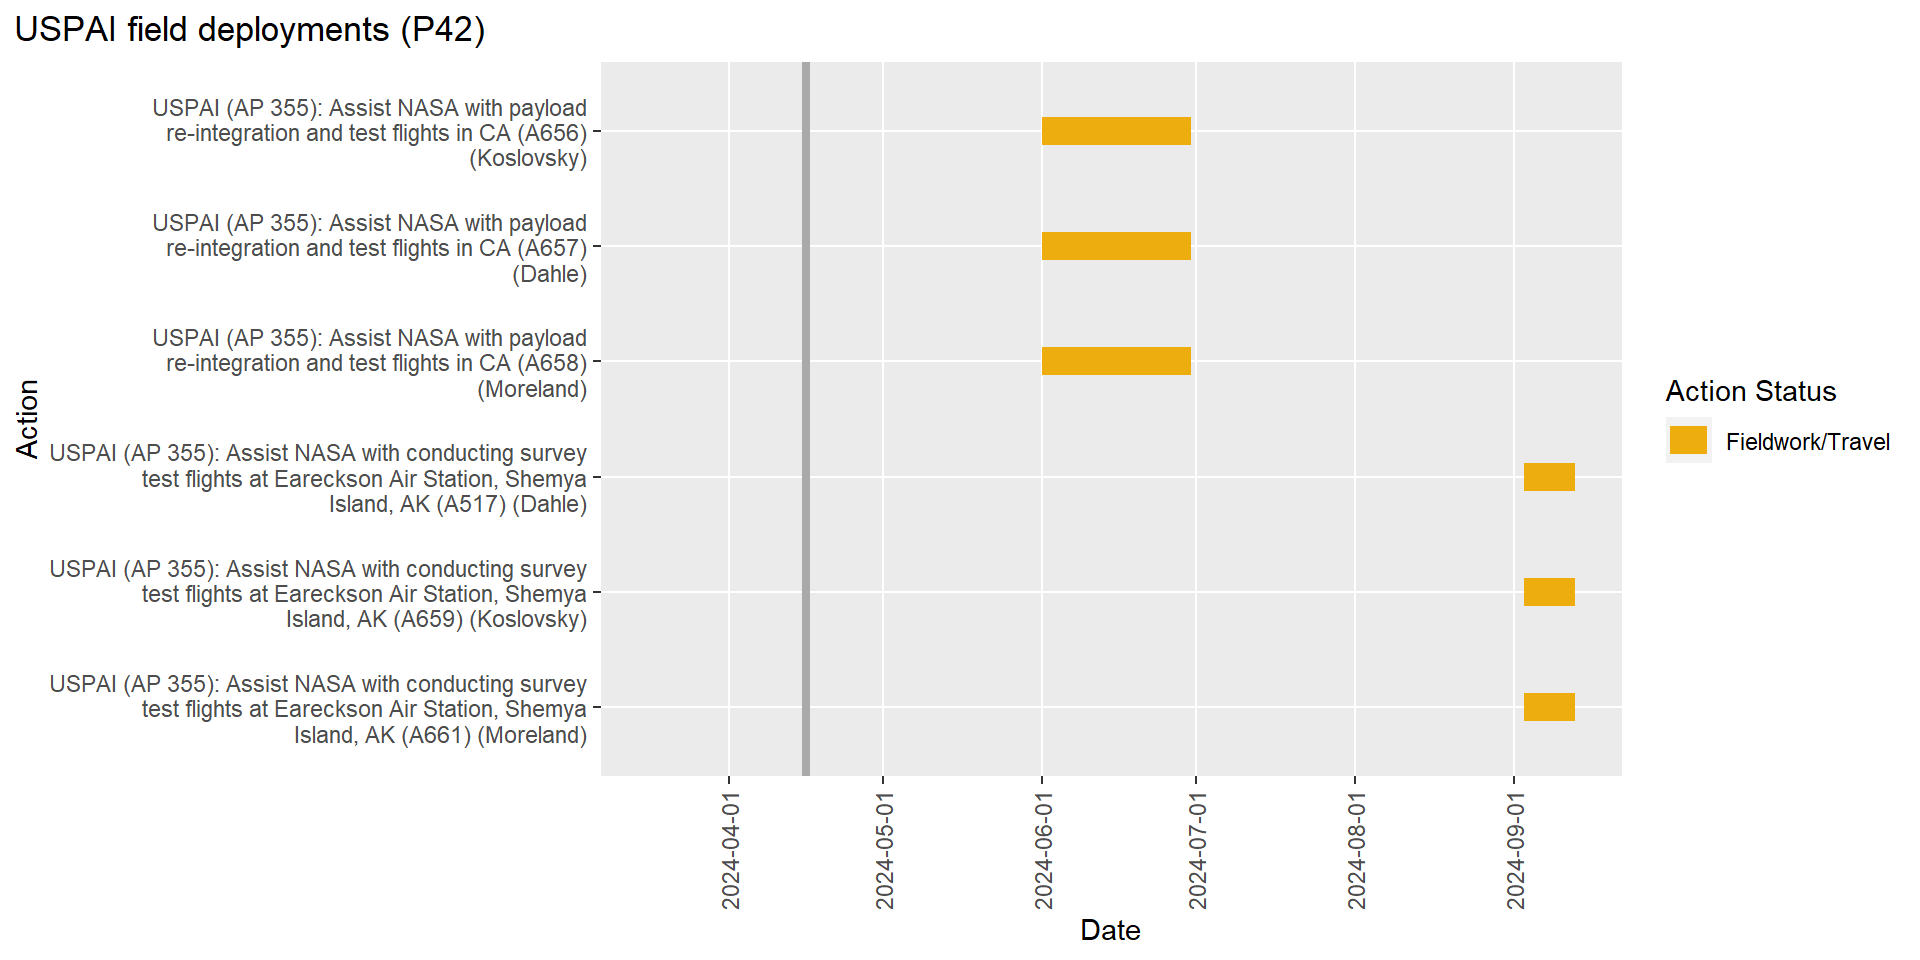 USPAI field deployments (P42)
USPAI (AP 355): Assist NASA with payload
re-integration and test flights in CA (A656)
(Koslovsky)
USPAI (AP 355): Assist NASA with payload
re-integration and test flights in CA (A657)
(Dahle)
USPAI (AP 355): Assist NASA with payload
re-integration and test flights in CA (A658)
(Moreland)
USPAI (AP 355): Assist NASA with conducting survey
test flights at Eareckson Air Station, Shemya
Island, AK (A517) (Dahle)
USPAI (AP 355): Assist NASA with conducting survey
test flights at Eareckson Air Station, Shemya
Island, AK (A659) (Koslovsky)
USPAI (AP 355): Assist NASA with conducting survey
test flights at Eareckson Air Station, Shemya
Island, AK (A661) (Moreland)
Action
2024-04-01
2024-05-01
2024-06-01
2024-07-01
2024-08-01
2024-09-01
Date
Action Status
Fieldwork/Travel